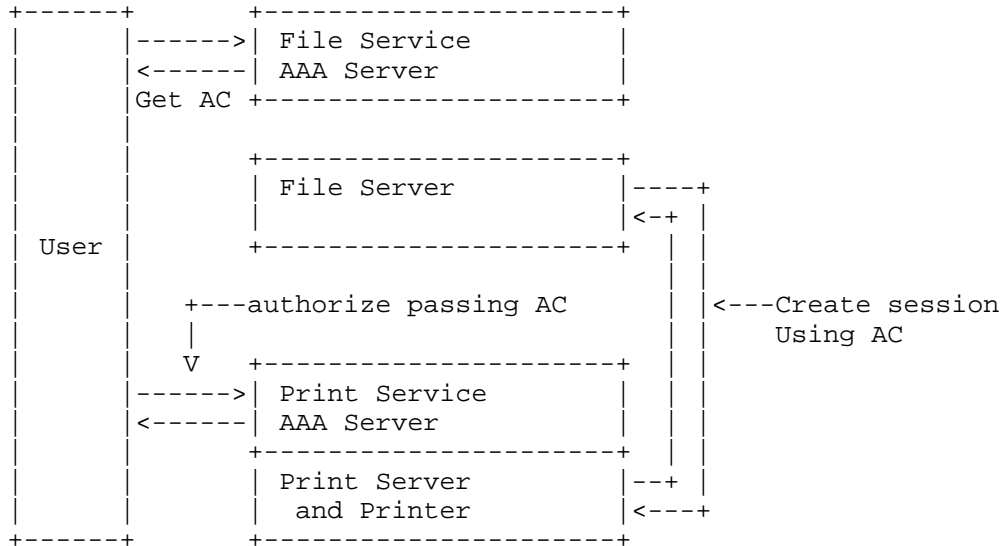 File Service
AAA Server
Get AC
File Server
User
authorize passing AC
Create session
Using AC
V
Print Service
AAA Server
Print Server
and Printer